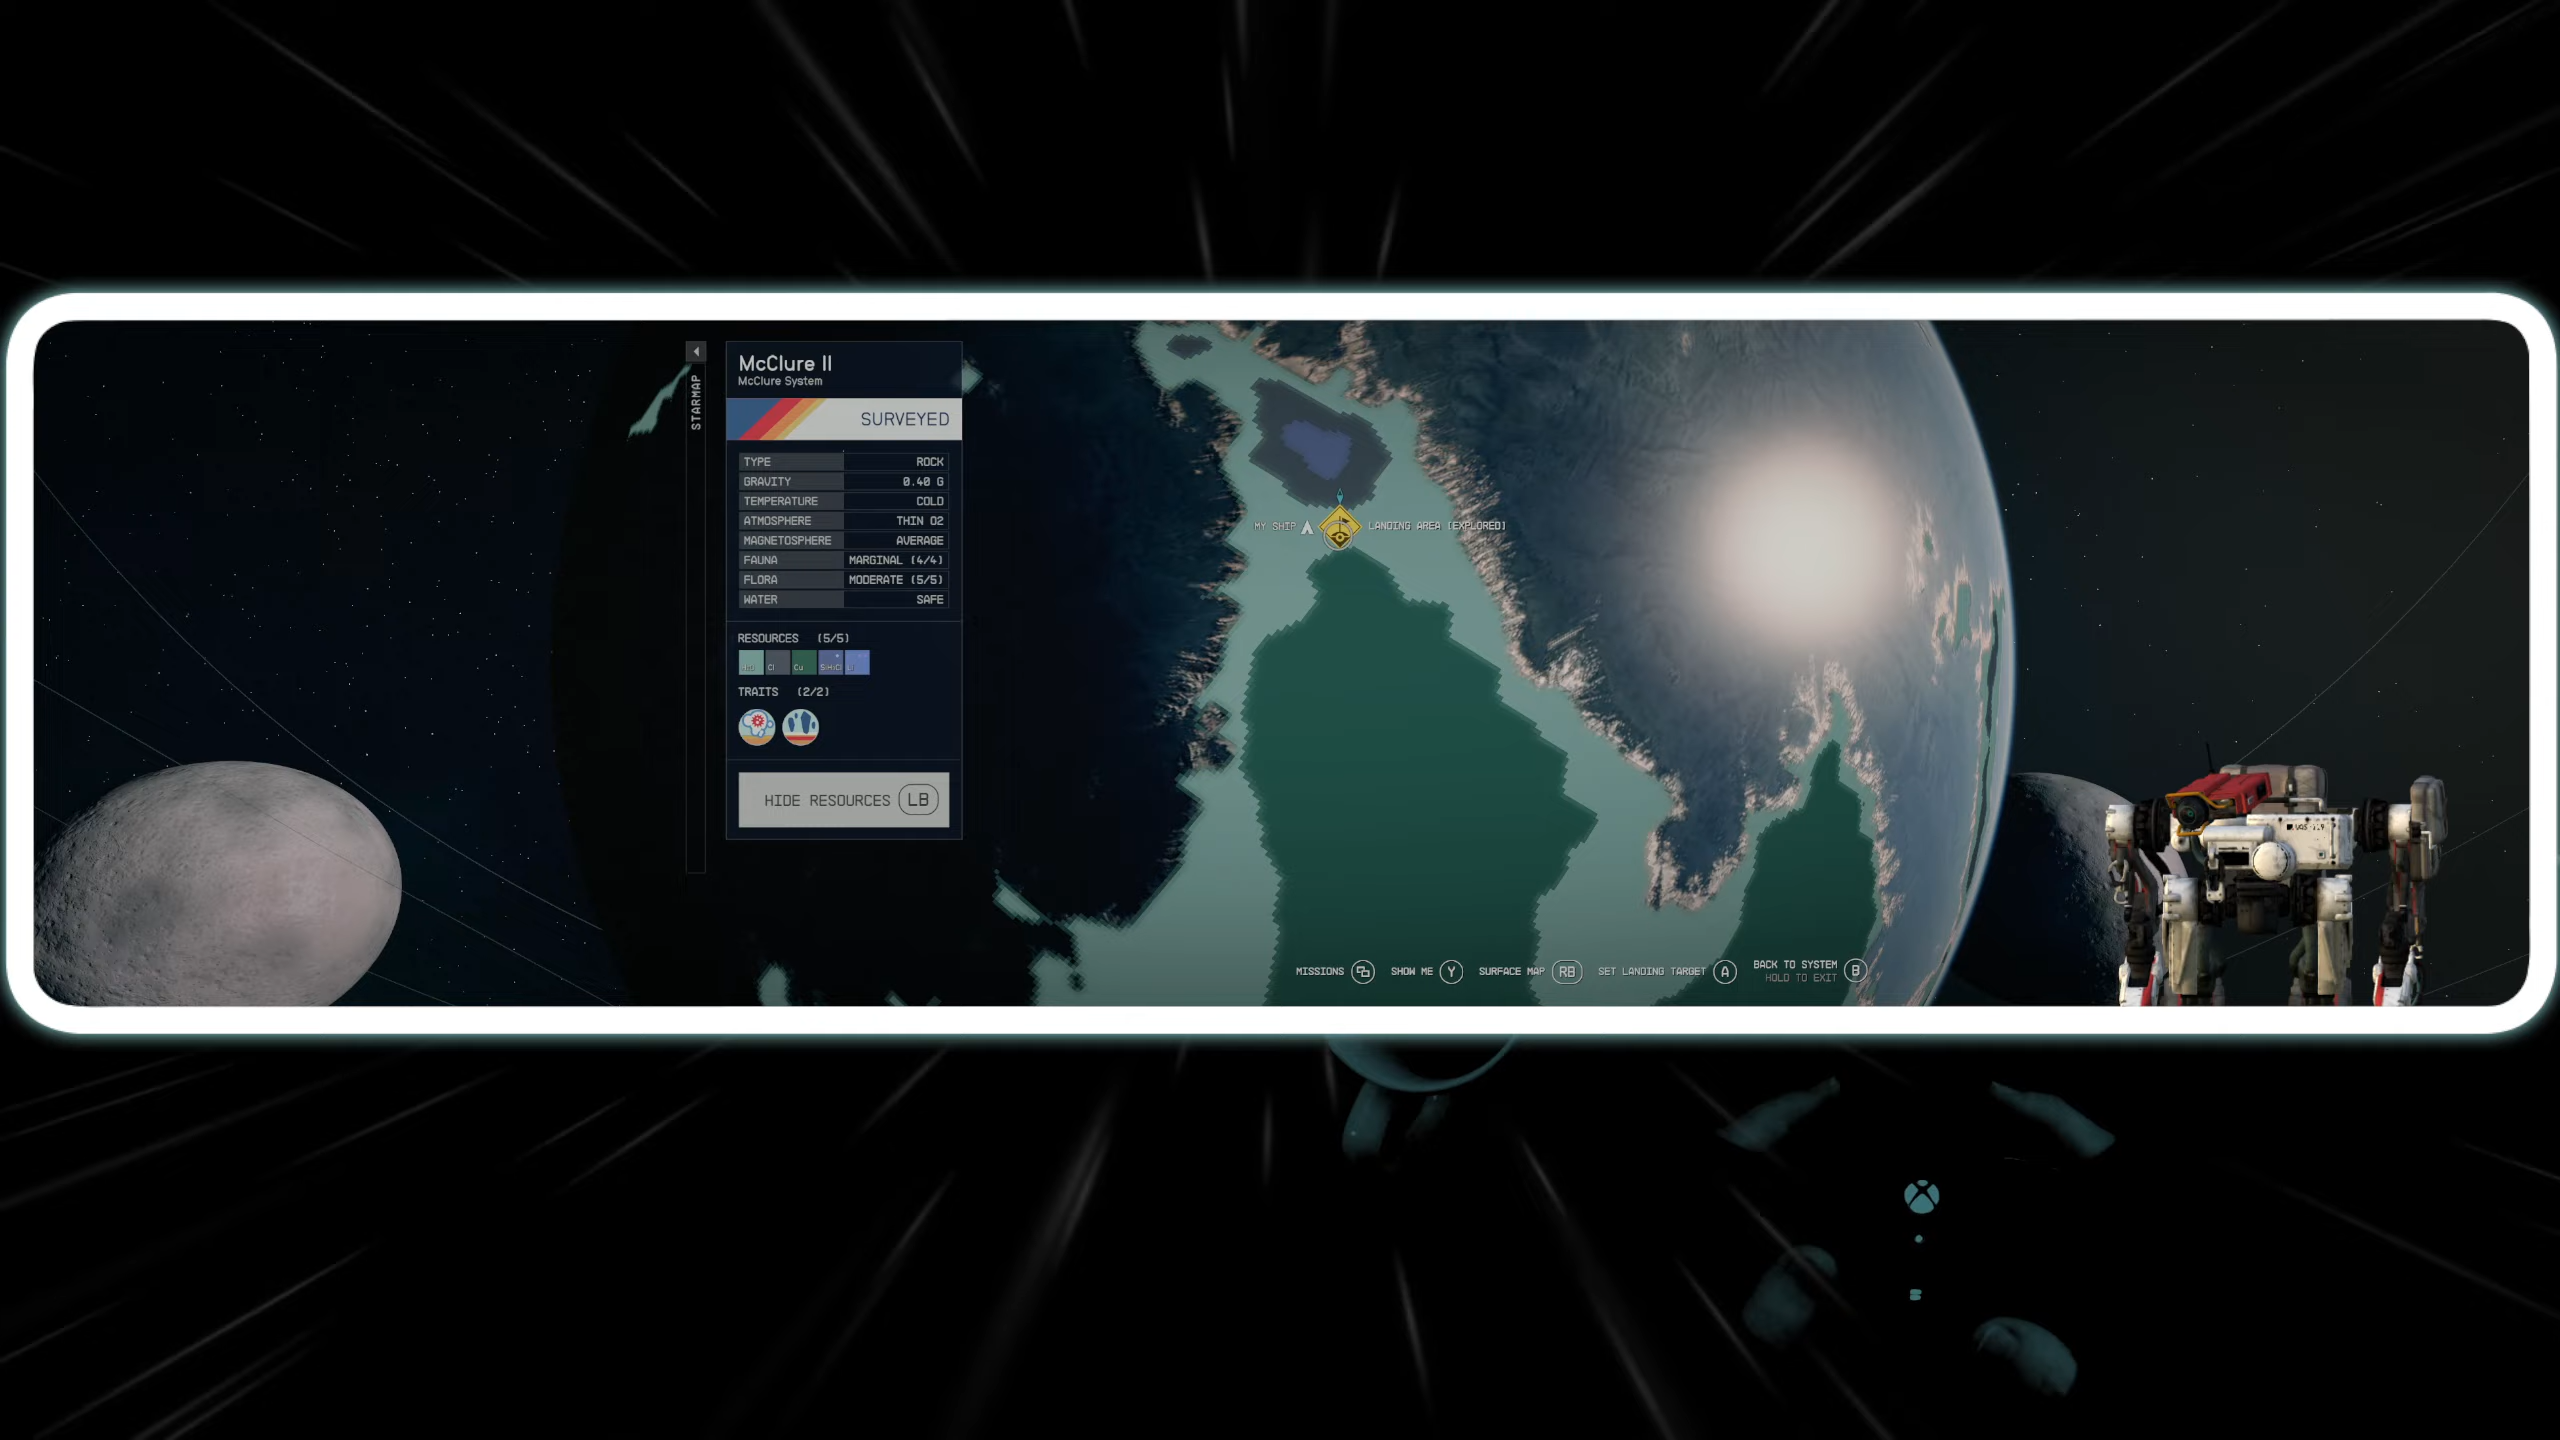 STARMAP
McClure II
McClure System
SURVEYED
TYPE ROCK
GRAVITY 0.40 G
TEMPERATURE COLD
ATMOSPHERE THIN O2
MAGNETOSPHERE AVERAGE
FAUNA MARGINAL (4/4)
FLORA MODERATE (5/5)
WATER SAFE
RESOURCES (5/5)
Cl Cu SiH3Cl
TRAITS (2/2)
HIDE RESOURCES LB
MY SHIP
LANDING AREA [EXPLORED]
MISSIONS SHOW ME Y SURFACE MAP RB SET LANDING TARGET A BACK TO SYSTEM B
HOLD TO EXIT